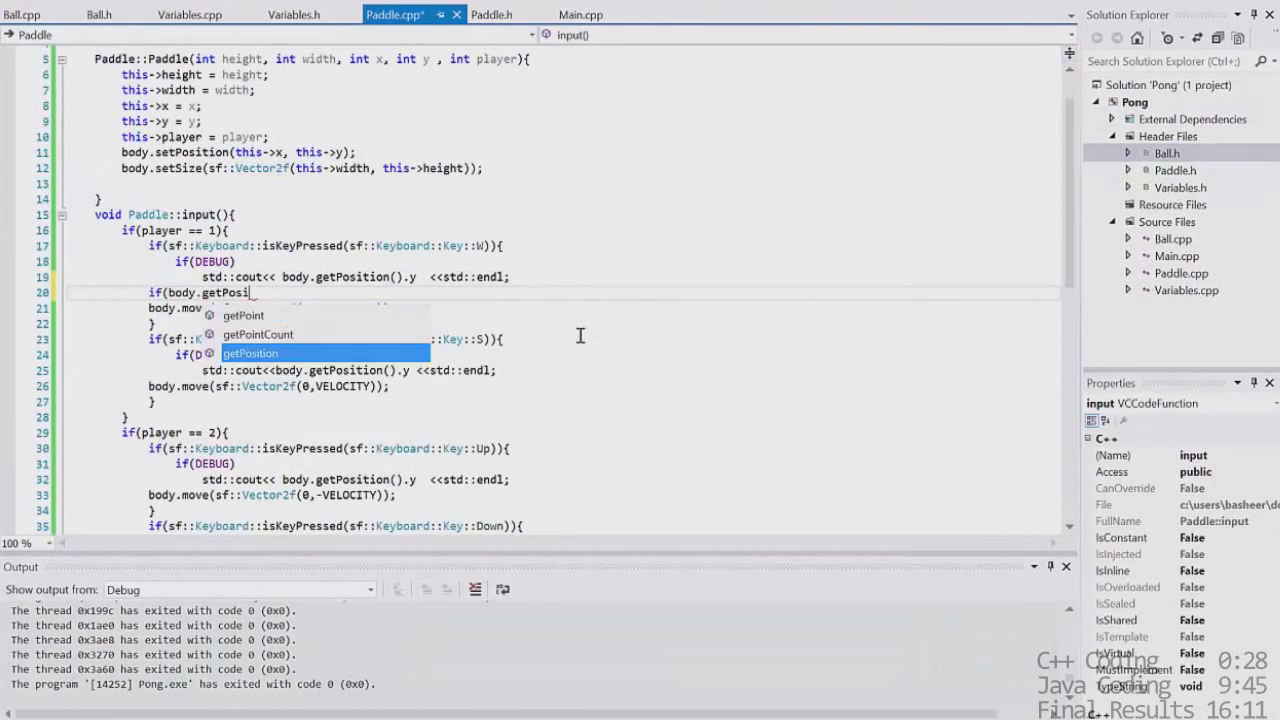 Ball.cpp Ball.h Variables.cpp Variables.h Paddle.cpp* Paddle.h Main.cpp
Paddle input()
5 Paddle::Paddle(int height, int width, int x, int y , int player){
6 this->height = height;
7 this->width = width;
8 this->x = x;
9 this->y = y;
10 this->player = player;
11 body.setPosition(this->x, this->y);
12 body.setSize(sf::Vector2f(this->width, this->height));
13
14 }
15 void Paddle::input(){
16 if(player == 1){
17 if(sf::Keyboard::isKeyPressed(sf::Keyboard::Key::W)){
18 if(DEBUG)
19 std::cout<< body.getPosition().y <<std::endl;
20 if(body.getPosi
21 body.mov
getPoint
22 }
getPointCount
23 if(sf::K ::Key::S)){
24 if(D
getPosition
25 std::cout<<body.getPosition().y <<std::endl;
26 body.move(sf::Vector2f(0,VELOCITY));
27 }
28 }
29 if(player == 2){
30 if(sf::Keyboard::isKeyPressed(sf::Keyboard::Key::Up)){
31 if(DEBUG)
32 std::cout<< body.getPosition().y <<std::endl;
33 body.move(sf::Vector2f(0,-VELOCITY));
34 }
35 if(sf::Keyboard::isKeyPressed(sf::Keyboard::Key::Down)){
100 %
Output
Show output from: Debug
The thread 0x199c has exited with code 0 (0x0).
The thread 0x1ae0 has exited with code 0 (0x0).
The thread 0x3ae8 has exited with code 0 (0x0).
The thread 0x3270 has exited with code 0 (0x0).
The thread 0x3a60 has exited with code 0 (0x0).
The program '[14252] Pong.exe' has exited with code 0 (0x0).
Solution Explorer
Search Solution Explorer (Ctrl+;)
Solution 'Pong' (1 project)
Pong
External Dependencies
Header Files
Ball.h
Paddle.h
Variables.h
Resource Files
Source Files
Ball.cpp
Main.cpp
Paddle.cpp
Variables.cpp
Properties
input VCCodeFunction
C++
(Name) input
Access public
CanOverride False
File c:\users\basheer\do
FullName Paddle::input
IsConstant False
IsInjected False
IsInline False
IsOverloaded False
IsSealed False
IsShared False
IsTemplate False
IsVirtual False
MustImplement False
TypeString void
C++
C++ Coding 0:28
Java Coding 9:45
Final Results 16:11